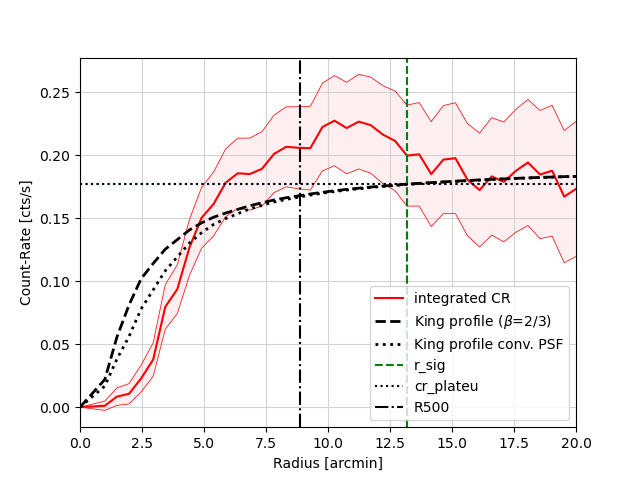 0.25
0.20
0.15
0.10
0.05
0.00
Count-Rate [cts/s]
integrated CR
King profile (β=2/3)
King profile conv. PSF
r_sig
cr_plateu
R500
0.0 2.5 5.0 7.5 10.0 12.5 15.0 17.5 20.0
Radius [arcmin]